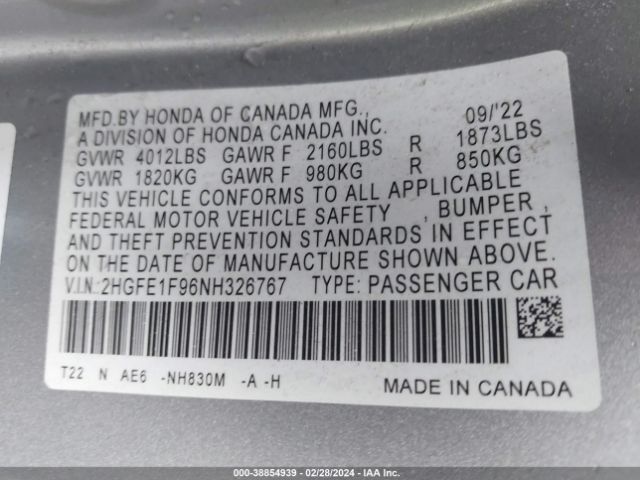 MFD.BY HONDA OF CANADA MFG., 09/'22
A DIVISION OF HONDA CANADA INC.
GVWR 4012LBS GAWR F 2160LBS R 1873LBS
GVWR 1820KG GAWR F 980KG R 850KG
THIS VEHICLE CONFORMS TO ALL APPLICABLE
FEDERAL MOTOR VEHICLE SAFETY , BUMPER ,
AND THEFT PREVENTION STANDARDS IN EFFECT
ON THE DATE OF MANUFACTURE SHOWN ABOVE.
V.I.N.:2HGFE1F96NH326767 TYPE: PASSENGER CAR
T22 N AE6 -NH830M -A -H MADE IN CANADA
000-38854939 - 02/28/2024 - IAA Holdings, LLC.